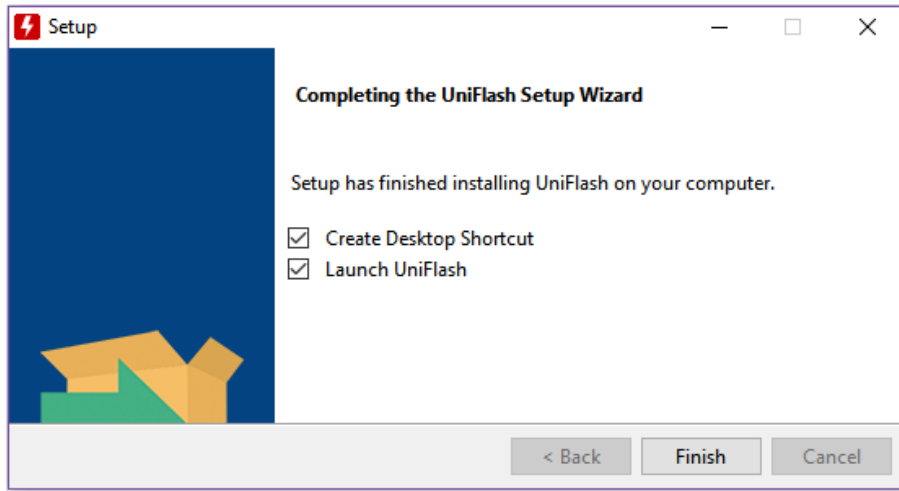 Setup
Completing the UniFlash Setup Wizard
Setup has finished installing UniFlash on your computer.
Create Desktop Shortcut
Launch UniFlash
< Back Finish Cancel